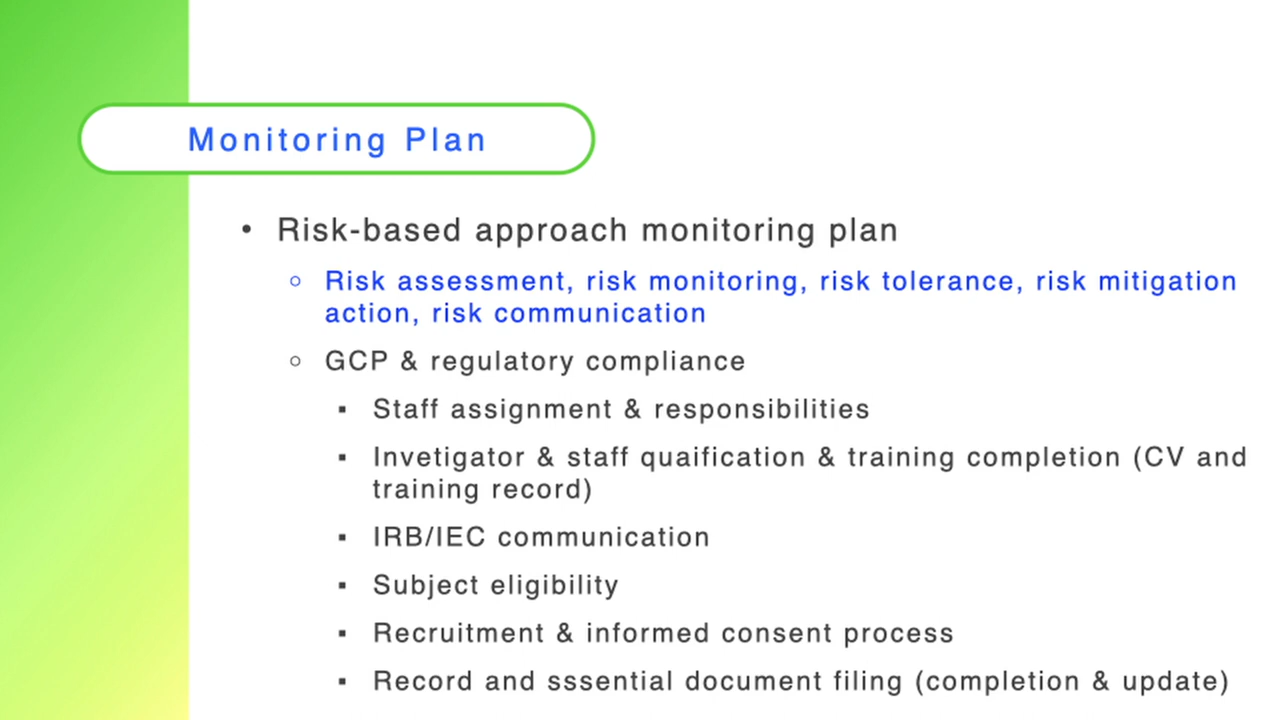 Monitoring Plan
• Risk-based approach monitoring plan
○ Risk assessment, risk monitoring, risk tolerance, risk mitigation
action, risk communication
○ GCP & regulatory compliance
▪ Staff assignment & responsibilities
▪ Invetigator & staff quaification & training completion (CV and
training record)
▪ IRB/IEC communication
▪ Subject eligibility
▪ Recruitment & informed consent process
▪ Record and sssential document filing (completion & update)